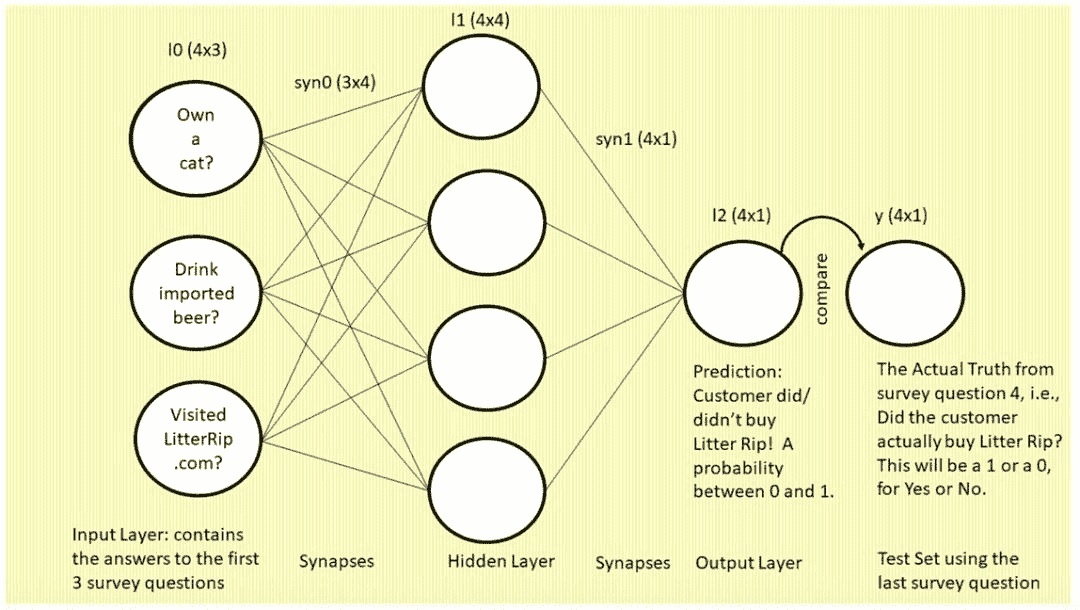 l0 (4x3)
syn0 (3x4)
l1 (4x4)
syn1 (4x1)
l2 (4x1)
y (4x1)
Own
a
cat?
Drink
imported
beer?
Visited
LitterRip
.com?
compare
Prediction:
Customer did/
didn't buy
Litter Rip!  A
probability
between 0 and 1.
The Actual Truth from
survey question 4, i.e.,
Did the customer
actually buy Litter Rip?
This will be a 1 or a 0,
for Yes or No.
Input Layer: contains
the answers to the first
3 survey questions
Synapses
Hidden Layer
Synapses
Output Layer
Test Set using the
last survey question